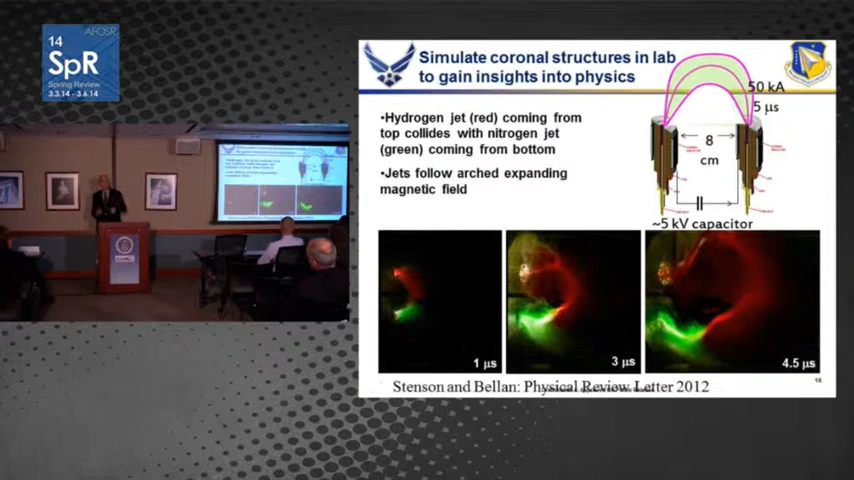 AFOSR
14
SpR
Spring Review
3.3.14 - 3.6.14
Simulate coronal structures in lab
to gain insights into physics
•Hydrogen jet (red) coming from
top collides with nitrogen jet
(green) coming from bottom
•Jets follow arched expanding
magnetic field
50 kA
5 µs
8
cm
~5 kV capacitor
1 µs
3 µs
4.5 µs
Stenson and Bellan: Physical Review Letter 2012
16